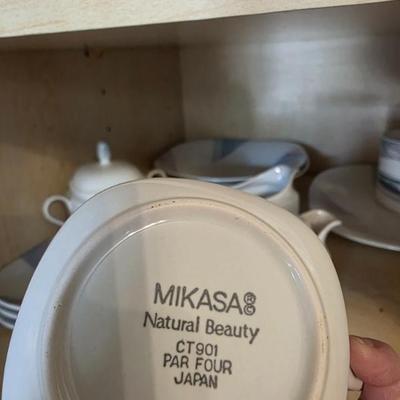 MIKASA®©
Natural Beauty
CT901
PAR FOUR
JAPAN